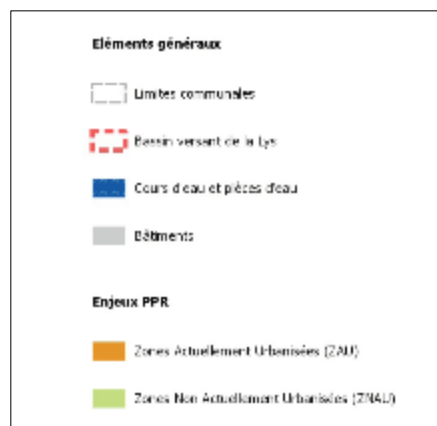 Eléments généraux
Limites communales
Bassin versant de la Lys
Cours d'eau et pièces d'eau
Bâtiments
Enjeux PPR
Zones Actuellement Urbanisées (ZAU)
Zones Non Actuellement Urbanisées (ZNAU)